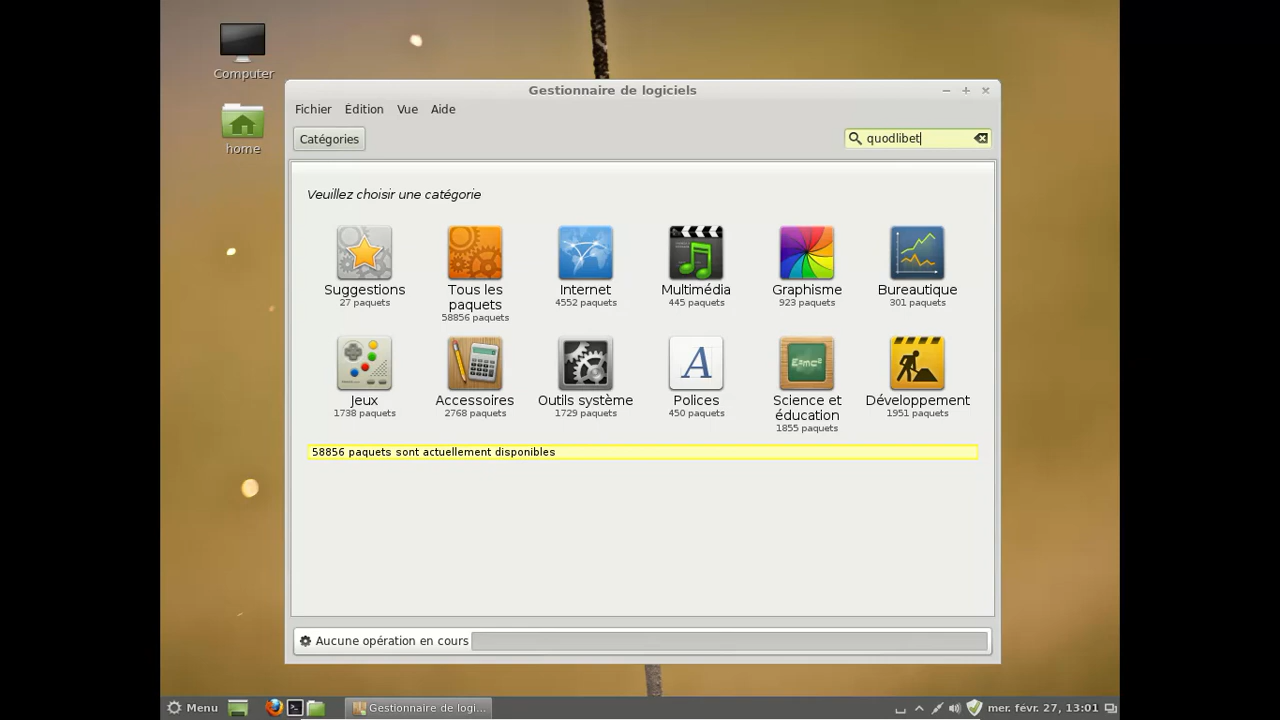 Computer
home
Gestionnaire de logiciels
Fichier Édition Vue Aide
Catégories
quodlibet
Veuillez choisir une catégorie
Suggestions
27 paquets
Tous les
paquets
58856 paquets
Internet
4552 paquets
Multimédia
445 paquets
Graphisme
923 paquets
Bureautique
301 paquets
Jeux
1738 paquets
Accessoires
2768 paquets
Outils système
1729 paquets
Polices
450 paquets
Science et
éducation
1855 paquets
Développement
1951 paquets
58856 paquets sont actuellement disponibles
Aucune opération en cours
Menu
Gestionnaire de logi...
mer. févr. 27, 13:01